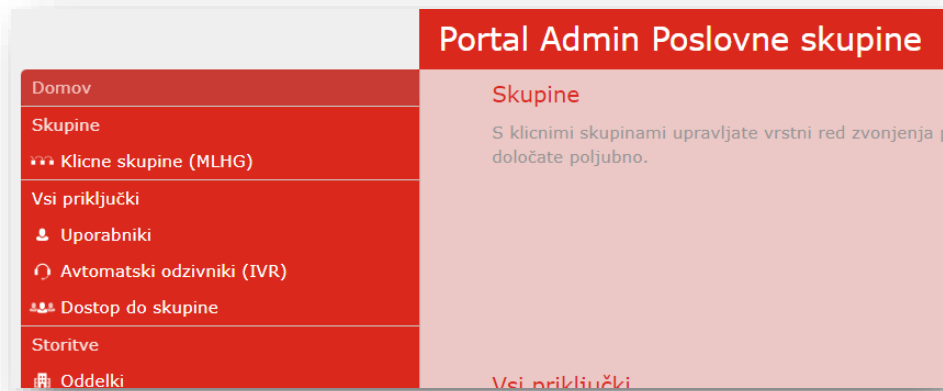 Portal Admin Poslovne skupine
Domov
Skupine
Klicne skupine (MLHG)
Vsi priključki
Uporabniki
Avtomatski odzivniki (IVR)
Dostop do skupine
Storitve
Oddelki
Skupine
S klicnimi skupinami upravljate vrstni red zvonjenja
določate poljubno.
Vsi priključki